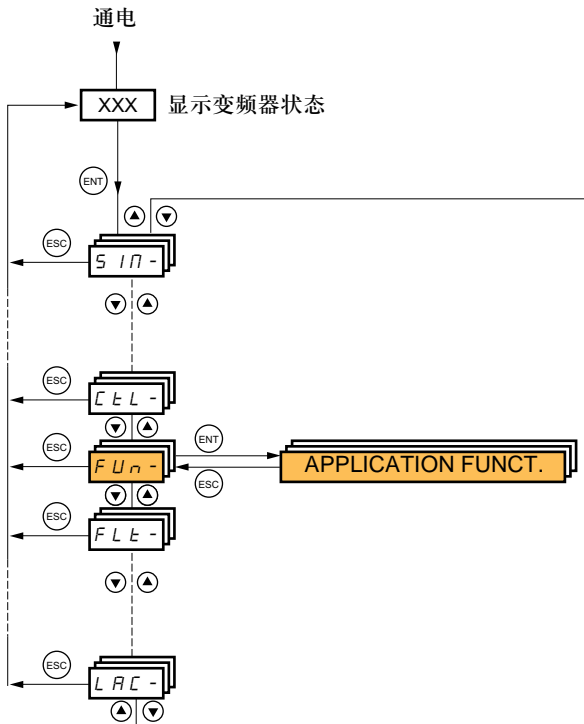 通电
XXX 显示变频器状态
ENT
ESC
SIM-
ESC
CtL-
ESC
ENT
FUn-
APPLICATION FUNCT.
ESC
ESC
FLt-
ESC
LAC-